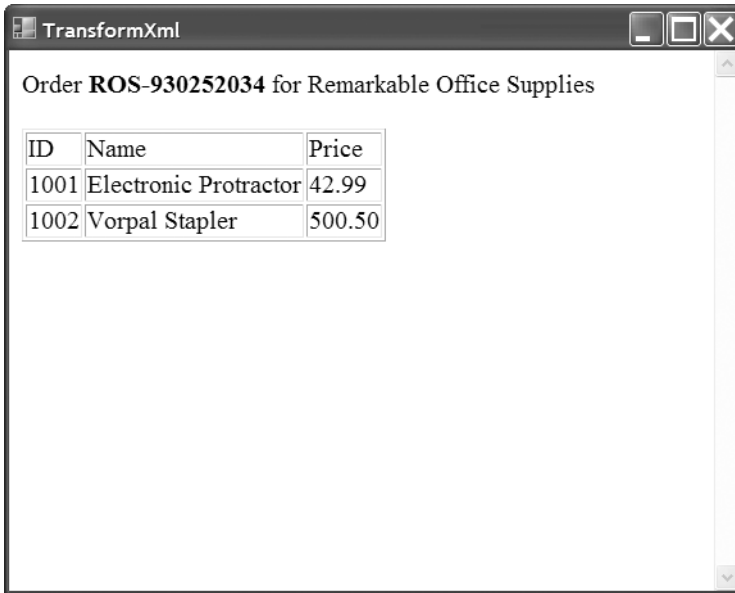 TransformXml
Order ROS-930252034 for Remarkable Office Supplies
ID Name Price
1001 Electronic Protractor 42.99
1002 Vorpal Stapler 500.50